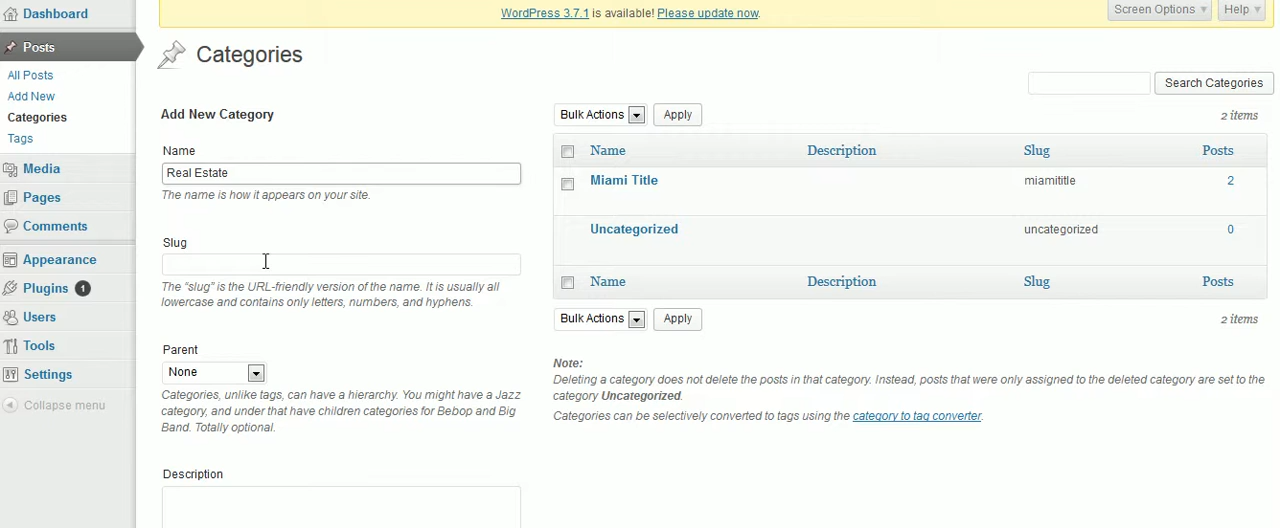 WordPress 3.7.1 is available! Please update now.
Screen Options
Help
Dashboard
Posts
All Posts
Add New
Categories
Tags
Media
Pages
Comments
Appearance
Plugins 1
Users
Tools
Settings
Collapse menu
Categories
Search Categories
Add New Category
Name
Real Estate
The name is how it appears on your site.
Slug
The “slug” is the URL-friendly version of the name. It is usually all
lowercase and contains only letters, numbers, and hyphens.
Parent
None
Categories, unlike tags, can have a hierarchy. You might have a Jazz
category, and under that have children categories for Bebop and Big
Band. Totally optional.
Description
Bulk Actions Apply 2 items
Name Description Slug Posts
Miami Title miamititle 2
Uncategorized uncategorized 0
Name Description Slug Posts
Bulk Actions Apply 2 items
Note:
Deleting a category does not delete the posts in that category. Instead, posts that were only assigned to the deleted category are set to the
category Uncategorized.
Categories can be selectively converted to tags using the category to tag converter.